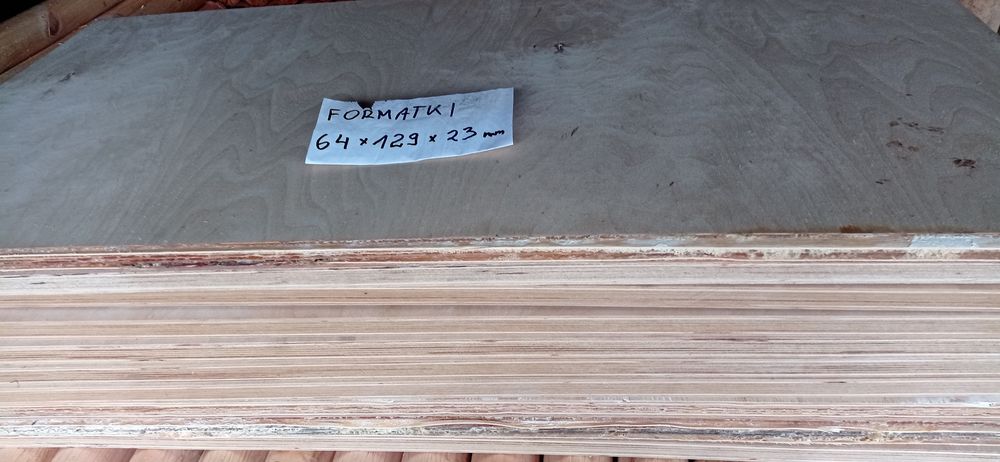 FORMATKI
64 x 129 x 23 mm